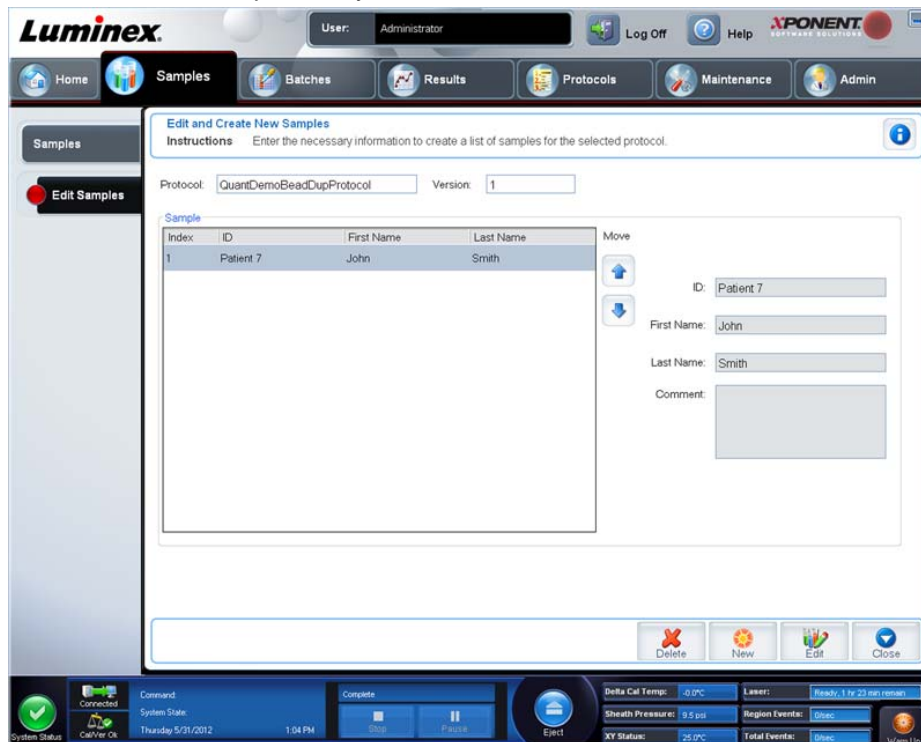 Luminex.
User: Administrator
Log Off
Help
XPONENT.
SOFTWARE SOLUTIONS
Home
Samples
Batches
Results
Protocols
Maintenance
Admin
Samples
Edit Samples
Edit and Create New Samples
Instructions Enter the necessary information to create a list of samples for the selected protocol.
Protocol: QuantDemoBeadDupProtocol Version: 1
Sample
Index ID First Name Last Name
1 Patient 7 John Smith
Move
ID: Patient 7
First Name: John
Last Name: Smith
Comment:
Delete
New
Edit
Close
System Status
Connected
Cal/Ver Ok
Command:
System State:
Thursday 5/31/2012 1:04 PM
Complete
Stop
Pause
Eject
Delta Cal Temp: -0.0°C
Sheath Pressure: 9.5 psi
XY Status: 25.0°C
Laser: Ready, 1 hr 23 min remain
Region Events: 0/sec
Total Events: 0/sec
Warm Up